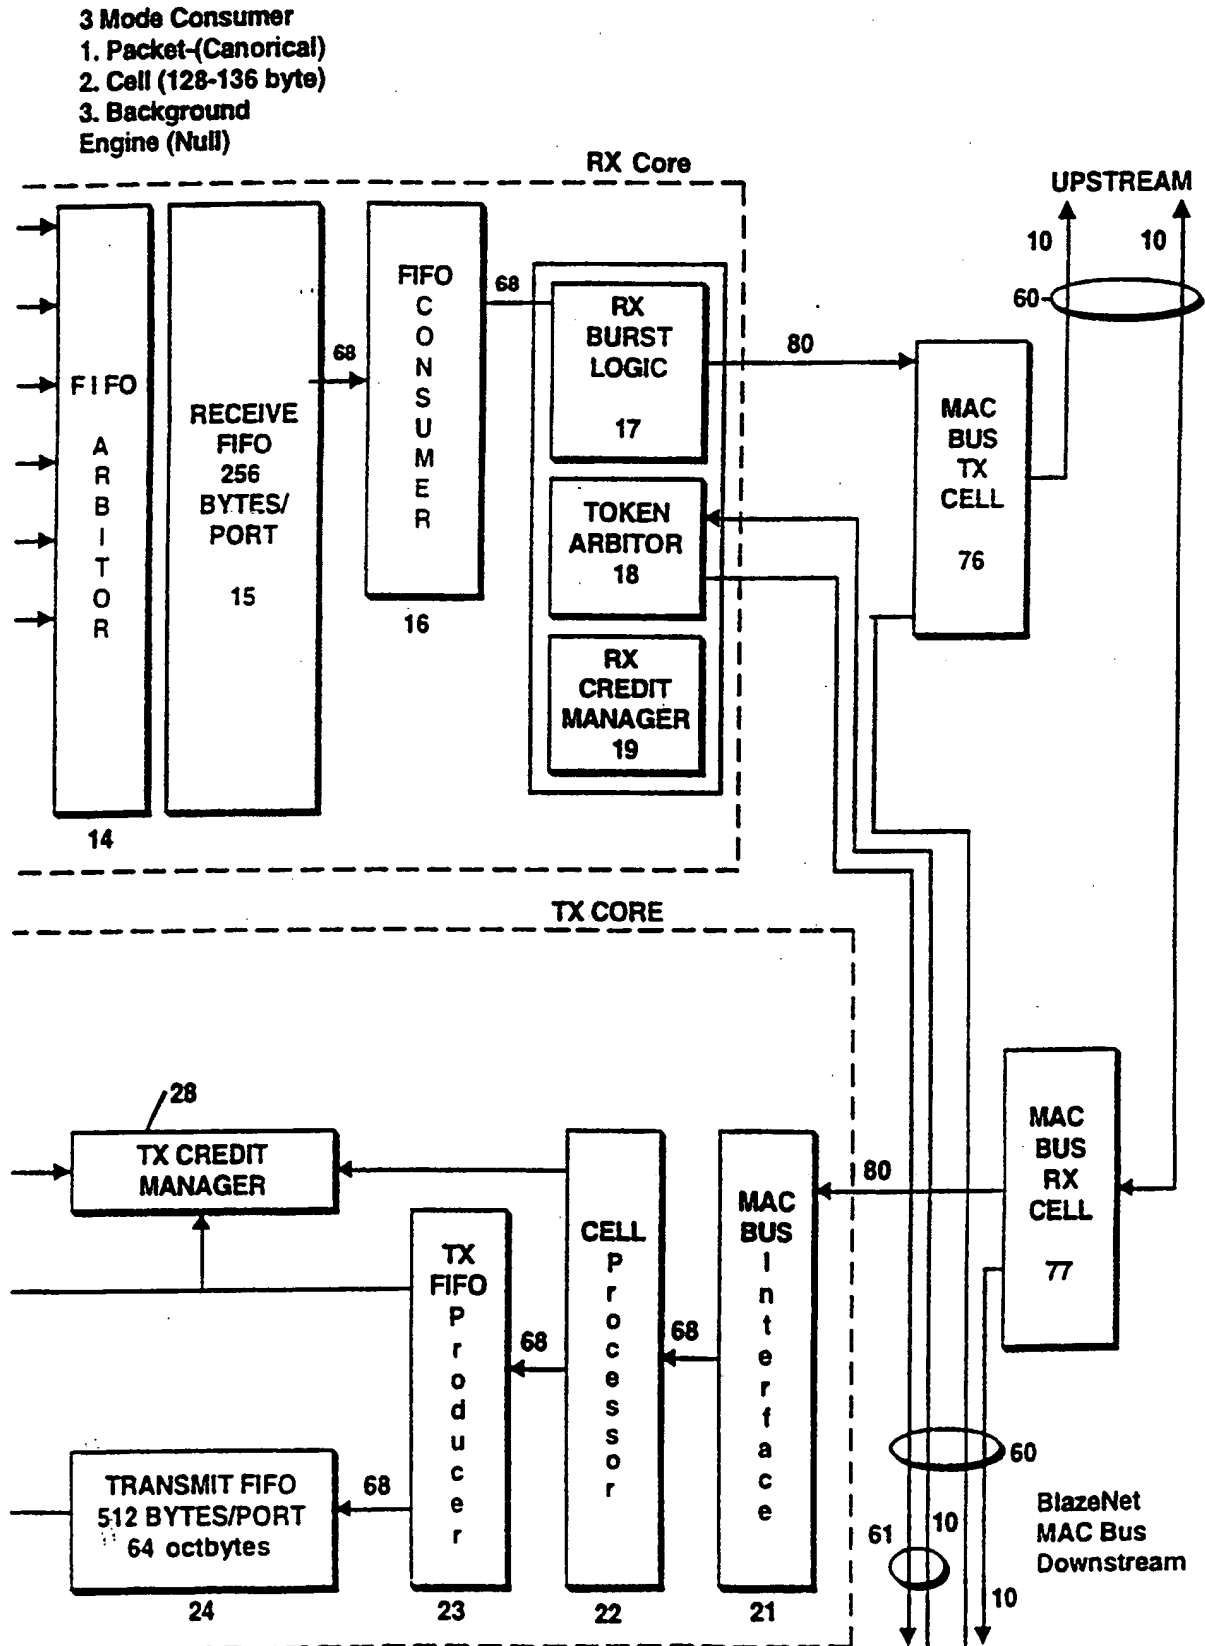 3 Mode Consumer
1. Packet-(Canorical)
2. Cell (128-136 byte)
3. Background
Engine (Null)
RX Core
UPSTREAM
10
10
60
FIFO
ARBITOR
14
RECEIVE
FIFO
256
BYTES/
PORT
15
68
FIFO
CONSUMER
16
68
RX
BURST
LOGIC
17
TOKEN
ARBITOR
18
RX
CREDIT
MANAGER
19
80
MAC
BUS
TX
CELL
76
TX CORE
28
TX CREDIT
MANAGER
TRANSMIT FIFO
512 BYTES/PORT
64 octbytes
24
68
TX
FIFO
Producer
23
68
CELL
Processor
22
68
MAC
BUS
Interface
21
80
MAC
BUS
RX
CELL
77
60
61
10
10
BlazeNet
MAC Bus
Downstream